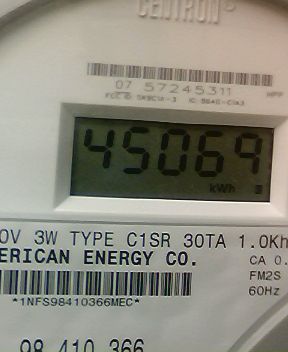 CENTRON®
07 57245311
45069
kWh
0V 3W TYPE C1SR 30TA 1.0Kh
ERICAN ENERGY CO.
CA 0.
FM2S
*1NFS98410366MEC*
60Hz
98 410 366